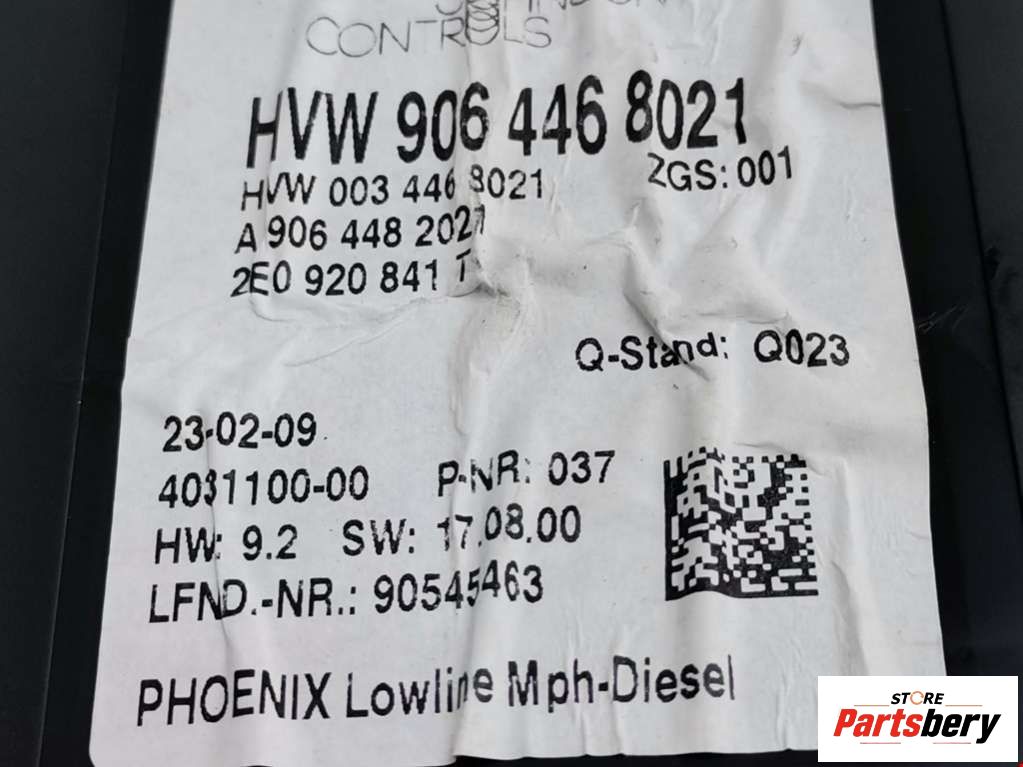 CONTROLS
HVW 906 446 8021
HVW 003 446 8021 ZGS: 001
A 906 448 2021
2E0 920 841 T
Q-Stand: Q023
23-02-09
4031100-00 P-NR: 037
HW: 9.2 SW: 17.08.00
LFND.-NR.: 90545463
PHOENIX Lowline Mph-Diesel
STORE
Partsbery